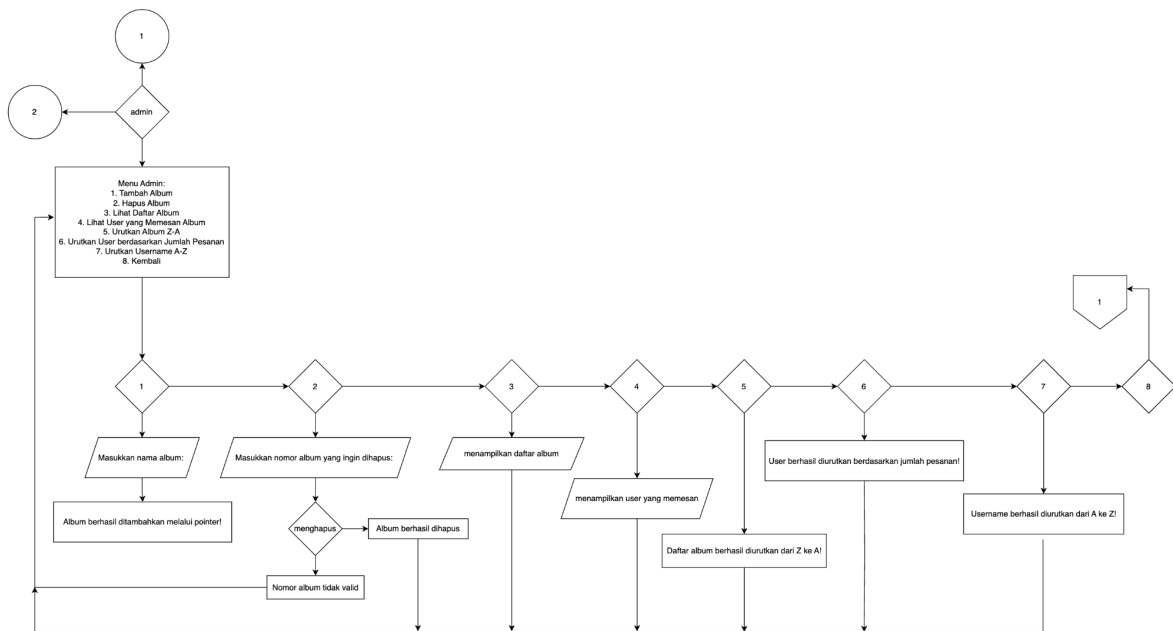 1
2
admin
Menu Admin:
1. Tambah Album
2. Hapus Album
3. Lihat Daftar Album
4. Lihat User yang Memesan Album
5. Urutkan Album Z-A
6. Urutkan User berdasarkan Jumlah Pesanan
7. Urutkan Username A-Z
8. Kembali
1
1
2
3
4
5
6
7
8
Masukkan nama album:
Masukkan nomor album yang ingin dihapus:
menampilkan daftar album
User berhasil diurutkan berdasarkan jumlah pesanan!
menampilkan user yang memesan
Username berhasil diurutkan dari A ke Z!
Album berhasil ditambahkan melalui pointer!
menghapus
Album berhasil dihapus
Daftar album berhasil diurutkan dari Z ke A!
Nomor album tidak valid